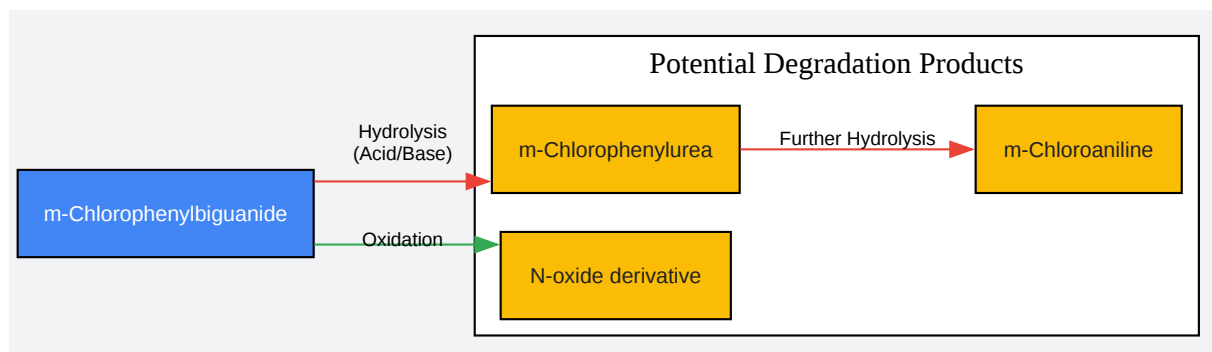 Potential Degradation Products
Hydrolysis
(Acid/Base)
m-Chlorophenylurea
Further Hydrolysis
m-Chloroaniline
m-Chlorophenylbiguanide
Oxidation
N-oxide derivative